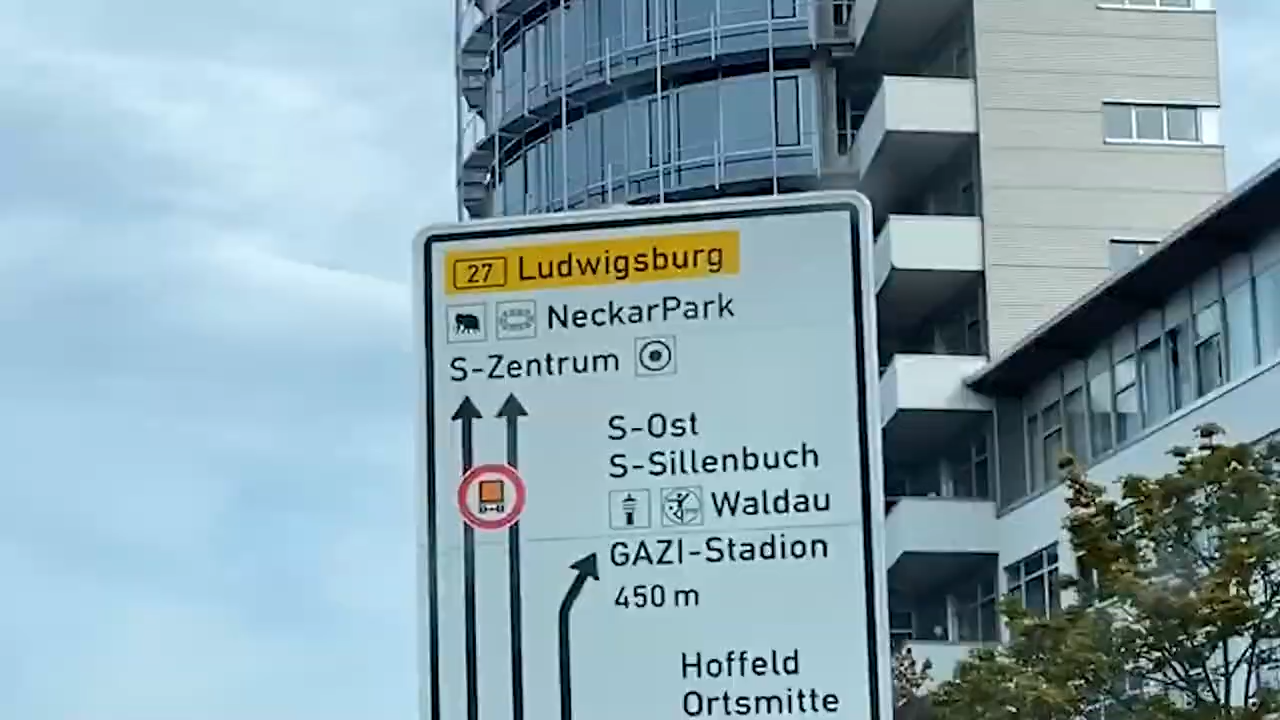 27 Ludwigsburg
NeckarPark
S-Zentrum
S-Ost
S-Sillenbuch
Waldau
GAZI-Stadion
450 m
Hoffeld
Ortsmitte